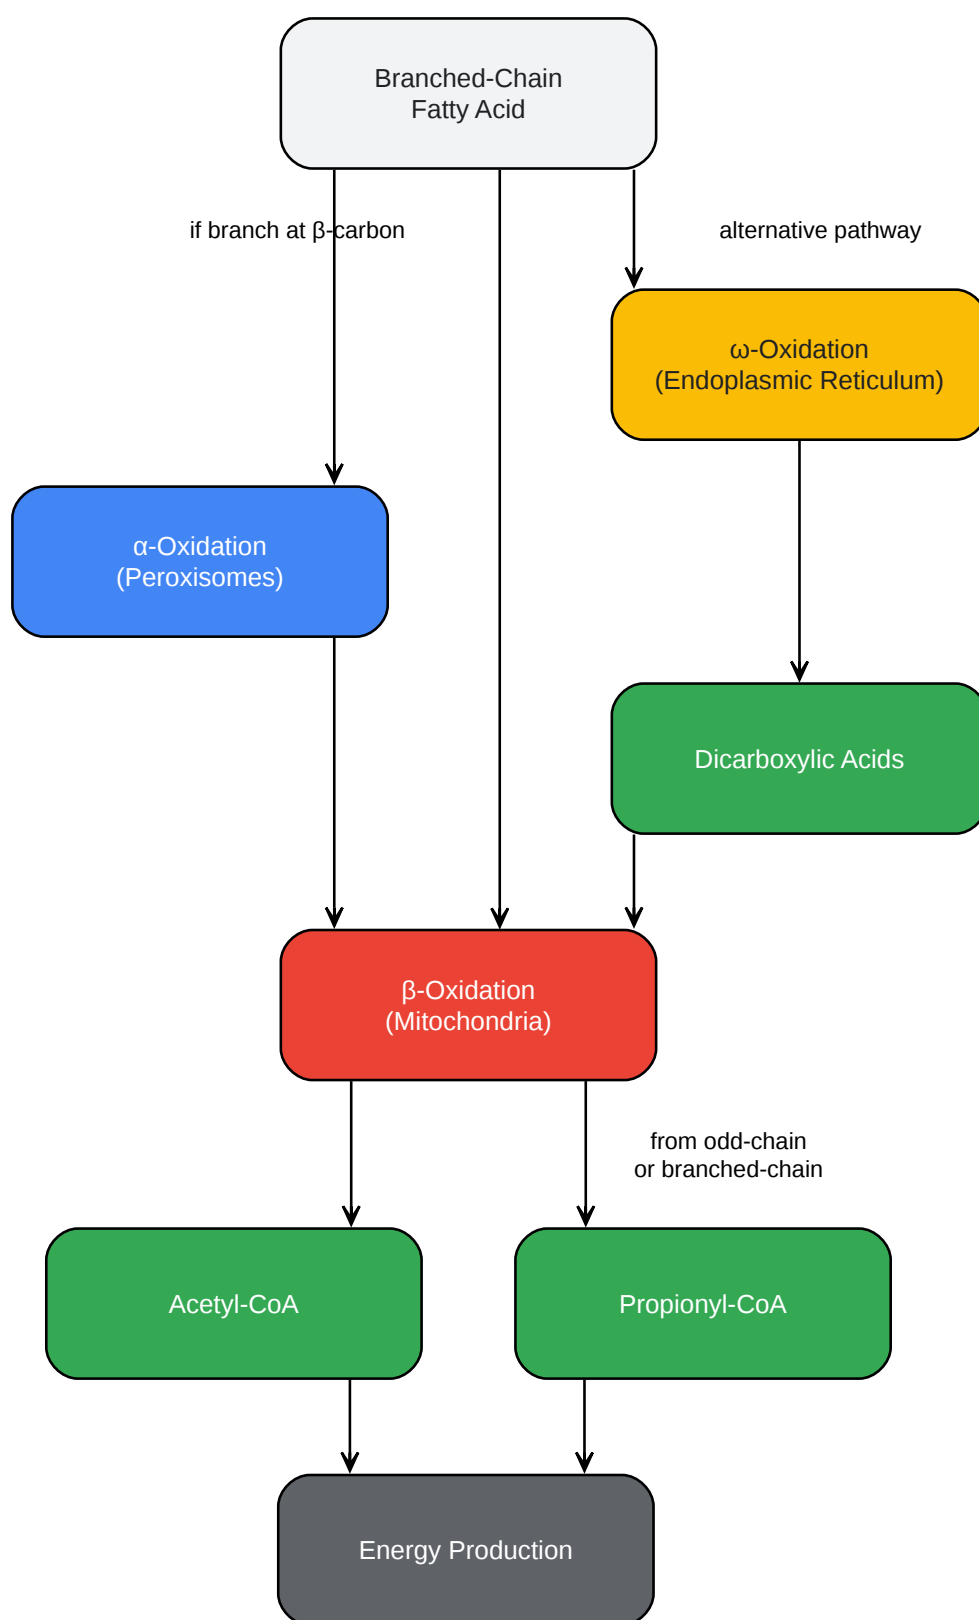 Branched-Chain
Fatty Acid
if branch at β-carbon
alternative pathway
ω-Oxidation
(Endoplasmic Reticulum)
α-Oxidation
(Peroxisomes)
Dicarboxylic Acids
β-Oxidation
(Mitochondria)
from odd-chain
or branched-chain
Acetyl-CoA
Propionyl-CoA
Energy Production